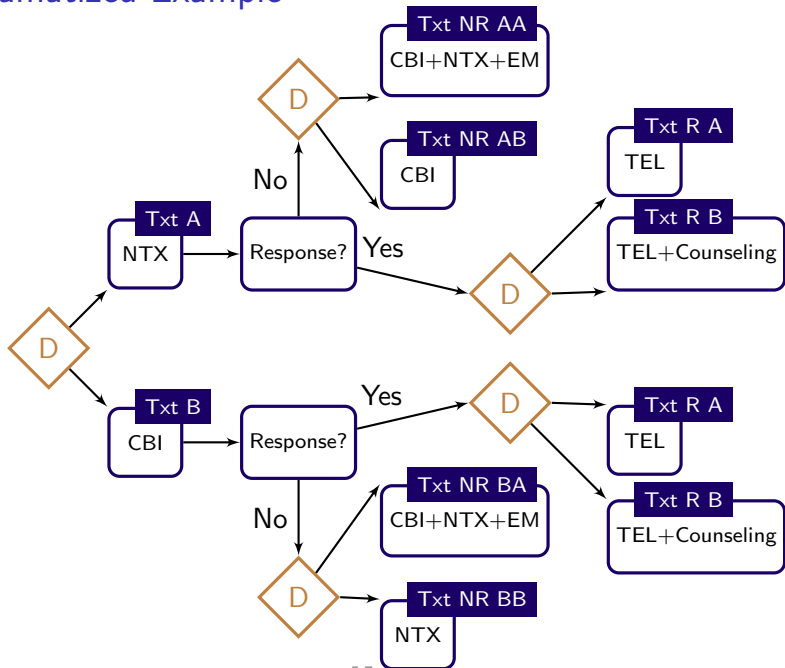 Txt NR AA
CBI+NTX+EM
D
Txt NR AB
CBI
No
Txt R A
TEL
Txt A
NTX
Response?
Yes
Txt R B
TEL+Counseling
D
D
Txt B
CBI
Response?
Yes
D
Txt R A
TEL
No
Txt NR BA
CBI+NTX+EM
Txt R B
TEL+Counseling
D
Txt NR BB
NTX